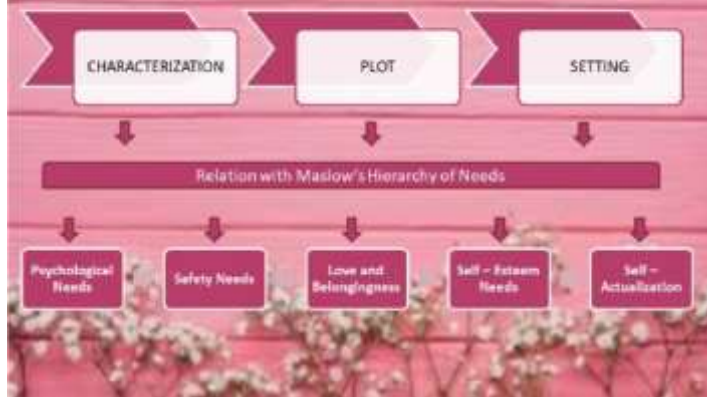 CHARACTERIZATION
PLOT
SETTING
Relation with Maslow's Hierarchy of Needs
Psychological
Needs
Safety Needs
Love and
Belongingness
Self – Esteem
Needs
Self –
Actualization